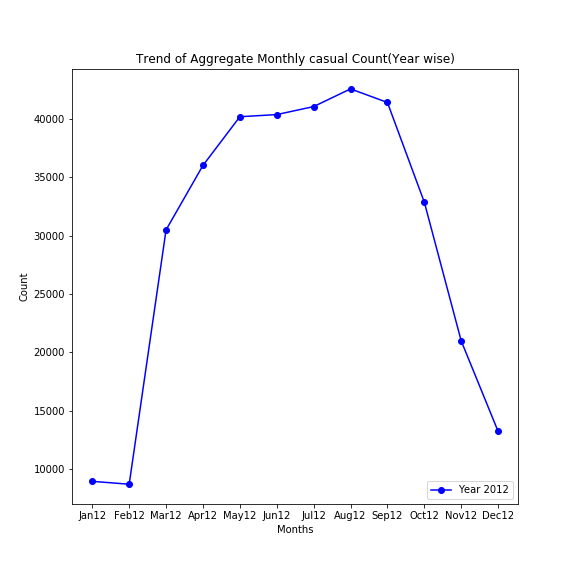 Trend of Aggregate Monthly casual Count(Year wise)
40000
35000
30000
25000
20000
15000
10000
Count
Jan12 Feb12 Mar12 Apr12 May12 Jun12 Jul12 Aug12 Sep12 Oct12 Nov12 Dec12
Months
Year 2012